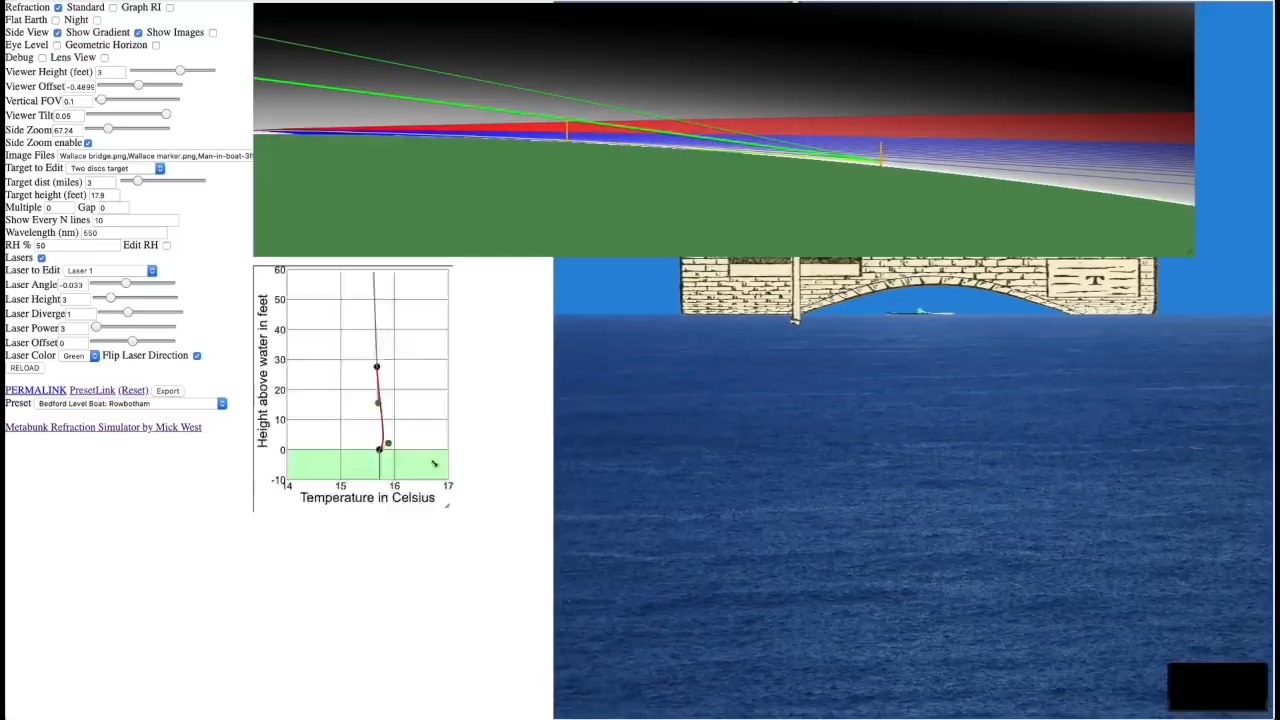 Refraction Standard Graph RI
Flat Earth Night
Side View Show Gradient Show Images
Eye Level Geometric Horizon
Debug Lens View
Viewer Height (feet) 3
Viewer Offset -0.4899
Vertical FOV 0.1
Viewer Tilt 0.05
Side Zoom 67.24
Side Zoom enable
Image Files Wallace bridge.png,Wallace marker.png,Man-in-boat-3f
Target to Edit Two discs target
Target dist (miles) 3
Target height (feet) 17.8
Multiple 0 Gap 0
Show Every N lines 10
Wavelength (nm) 550
RH % 50 Edit RH
Lasers
Laser to Edit Laser 1
Laser Angle -0.033
Laser Height 3
Laser Diverge 1
Laser Power 3
Laser Offset 0
Laser Color Green Flip Laser Direction
RELOAD
PERMALINK PresetLink (Reset) Export
Preset Bedford Level Boat: Rowbotham
Metabunk Refraction Simulator by Mick West
Height above water in feet
60
50
40
30
20
10
0
-10
14 15 16 17
Temperature in Celsius
T